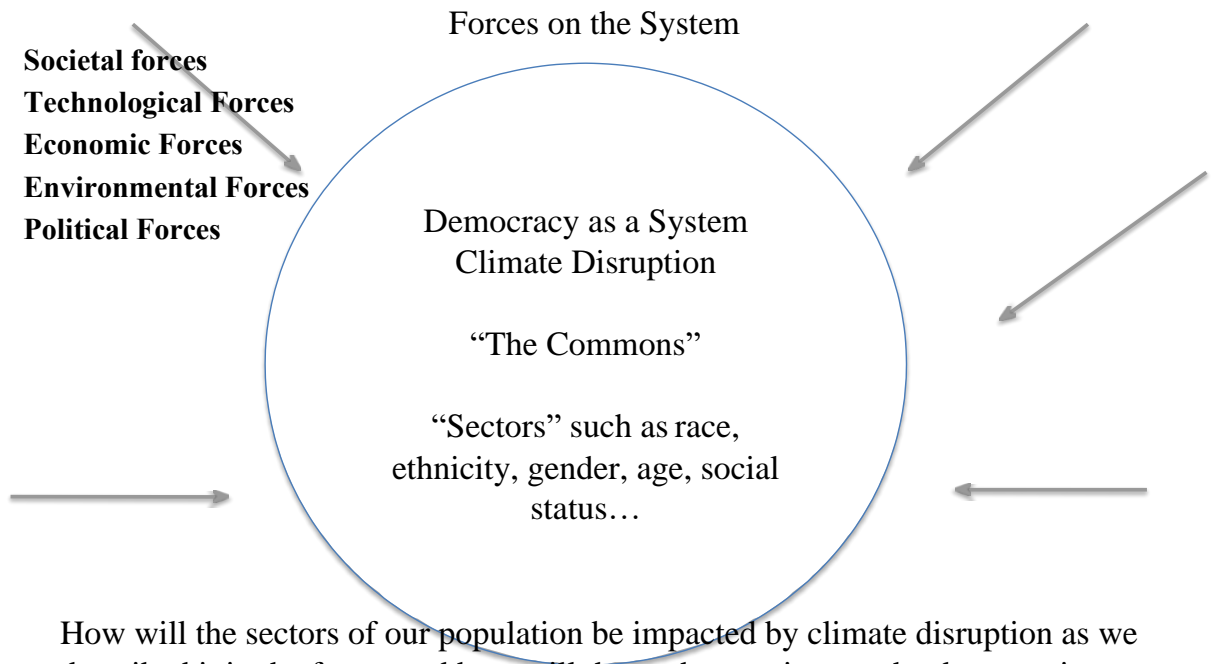 Forces on the System
Societal forces
Technological Forces
Economic Forces
Environmental Forces
Political Forces
Democracy as a System
Climate Disruption
“The Commons”
“Sectors” such as race,
ethnicity, gender, age, social
status…
How will the sectors of our population be impacted by climate disruption as we